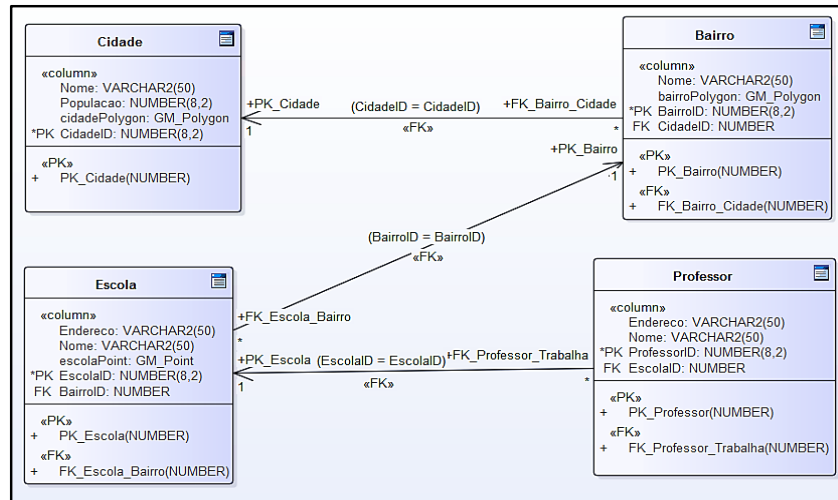 Cidade
«column»
Nome: VARCHAR2(50)
Populacao: NUMBER(8,2)
cidadePolygon: GM_Polygon
*PK CidadeID: NUMBER(8,2)
«PK»
+ PK_Cidade(NUMBER)
+PK_Cidade
(CidadeID = CidadeID)
+FK_Bairro_Cidade
1
«FK»
*
Bairro
«column»
Nome: VARCHAR2(50)
bairroPolygon: GM_Polygon
*PK BairroID: NUMBER(8,2)
FK CidadeID: NUMBER
«PK»
+ PK_Bairro(NUMBER)
«FK»
+ FK_Bairro_Cidade(NUMBER)
+PK_Bairro
1
(BairroID = BairroID)
«FK»
+FK_Escola_Bairro
*
Escola
«column»
Endereco: VARCHAR2(50)
Nome: VARCHAR2(50)
escolaPoint: GM_Point
*PK EscolaID: NUMBER(8,2)
FK BairroID: NUMBER
«PK»
+ PK_Escola(NUMBER)
«FK»
+ FK_Escola_Bairro(NUMBER)
+PK_Escola
(EscolaID = EscolaID)
+FK_Professor_Trabalha
1
«FK»
*
Professor
«column»
Endereco: VARCHAR2(50)
Nome: VARCHAR2(50)
*PK ProfessorID: NUMBER(8,2)
FK EscolaID: NUMBER
«PK»
+ PK_Professor(NUMBER)
«FK»
+ FK_Professor_Trabalha(NUMBER)